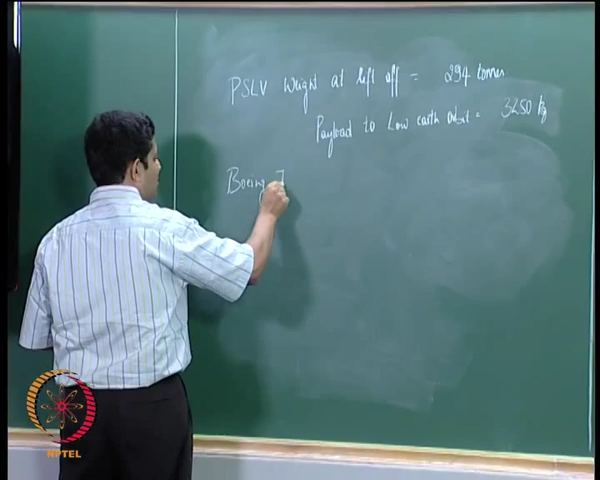 PSLV Weight at lift off = 294 tonnes
Payload to Low earth orbit = 3250 kg
Boeing 7
NPTEL